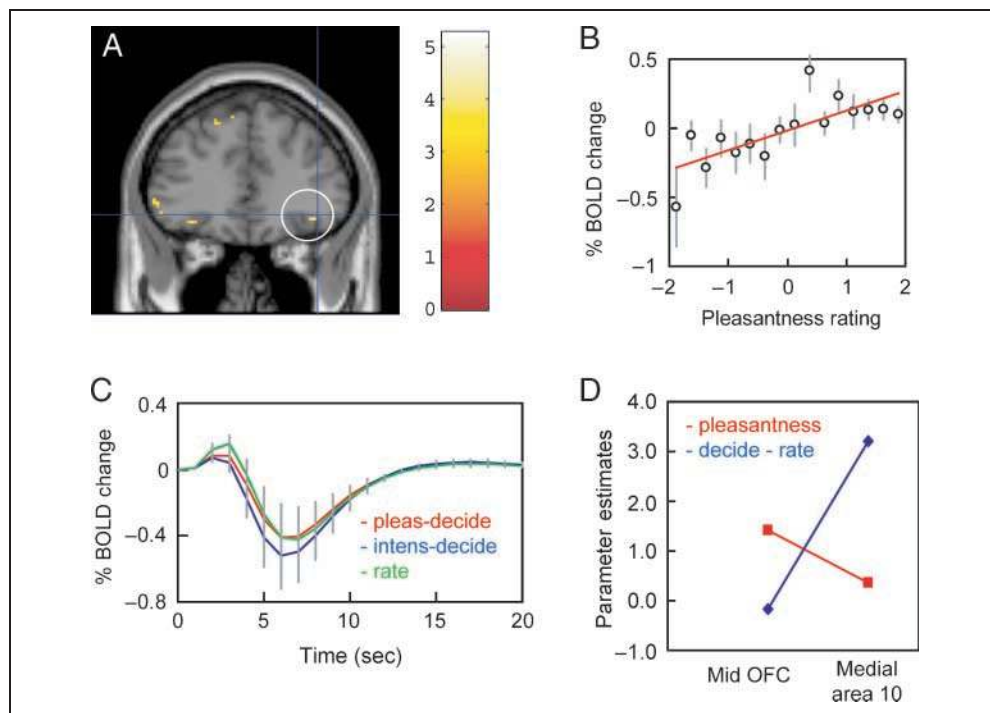 A
5
4
3
2
1
0
B
0.5
0
−0.5
−1
% BOLD change
−2
−1
0
1
2
Pleasantness rating
C
0.4
0
−0.4
−0.8
% BOLD change
- pleas-decide
- intens-decide
- rate
0
5
10
15
20
Time (sec)
D
4.0
3.0
2.0
1.0
0.0
−1.0
Parameter estimates
- pleasantness
- decide - rate
Mid OFC
Medial
area 10